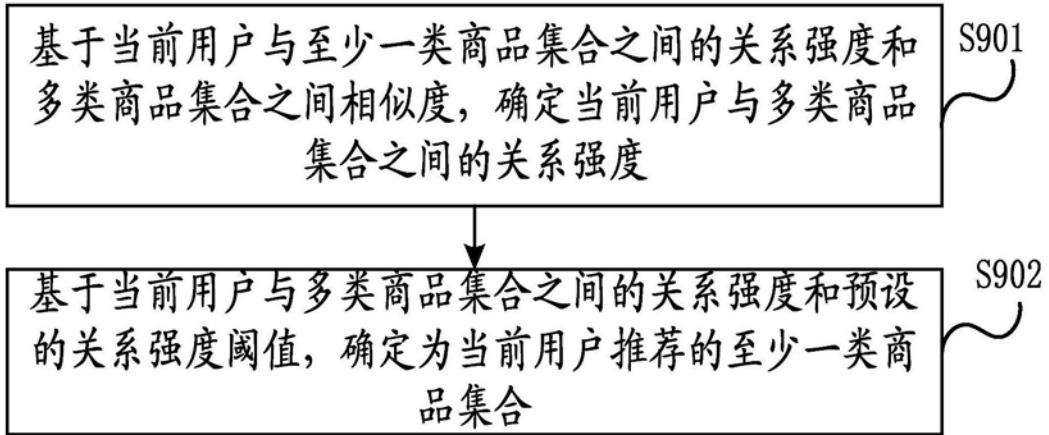 基于当前用户与至少一类商品集合之间的关系强度和
多类商品集合之间相似度，确定当前用户与多类商品
集合之间的关系强度
S901
基于当前用户与多类商品集合之间的关系强度和预设
的关系强度阈值，确定为当前用户推荐的至少一类商
品集合
S902